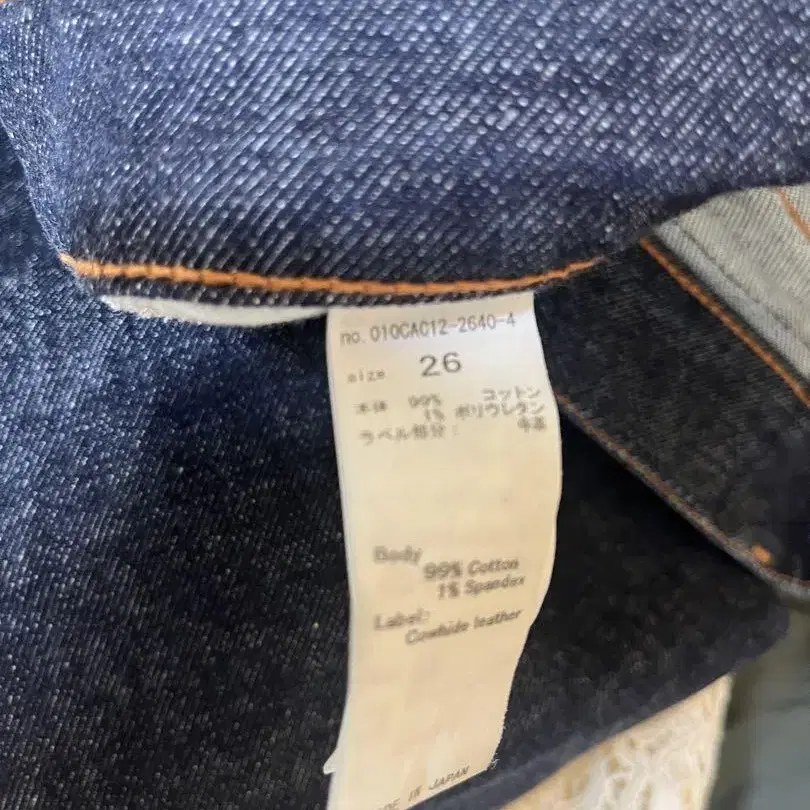 no. 010CAC12-2640-4
size 26
本体 99% コットン
1% ポリウレタン
ラベル部分: 牛革
Body
99% Cotton
1% Spandex
Label:
Cowhide leather
IN JAPAN